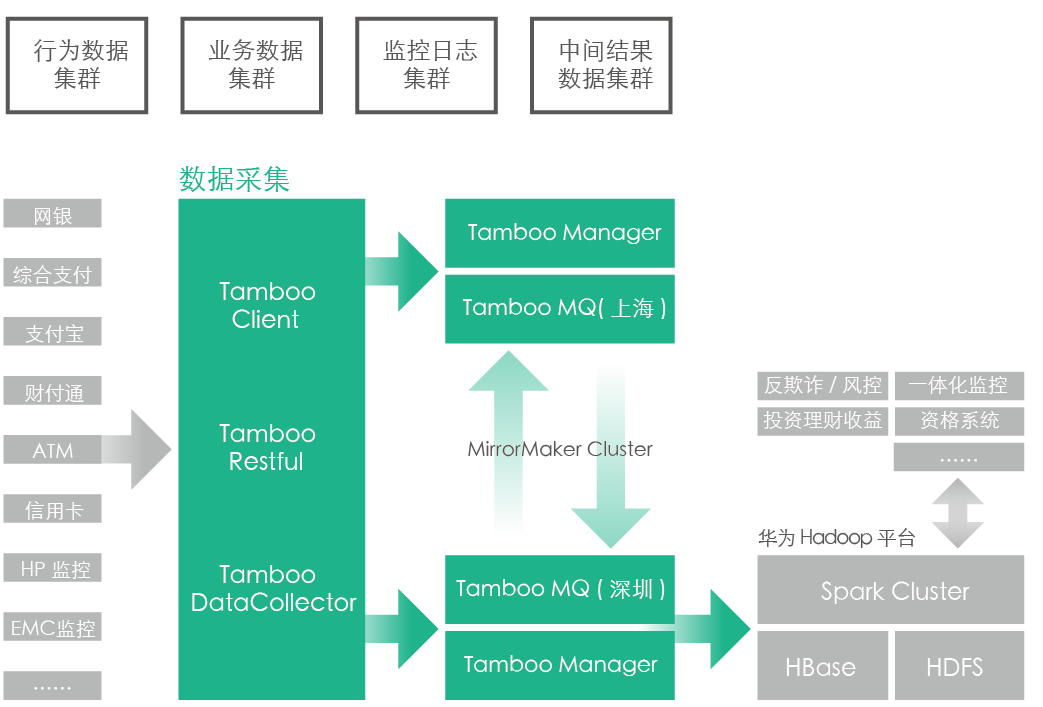 行为数据
集群
业务数据
集群
监控日志
集群
中间结果
数据集群
数据采集
网银
综合支付
支付宝
财付通
ATM
信用卡
HP 监控
EMC监控
......
Tamboo
Client
Tamboo
Restful
Tamboo
DataCollector
Tamboo Manager
Tamboo MQ( 上海 )
MirrorMaker Cluster
Tamboo MQ ( 深圳 )
Tamboo Manager
反欺诈 / 风控
一体化监控
投资理财收益
资格系统
......
华为 Hadoop 平台
Spark Cluster
HBase
HDFS